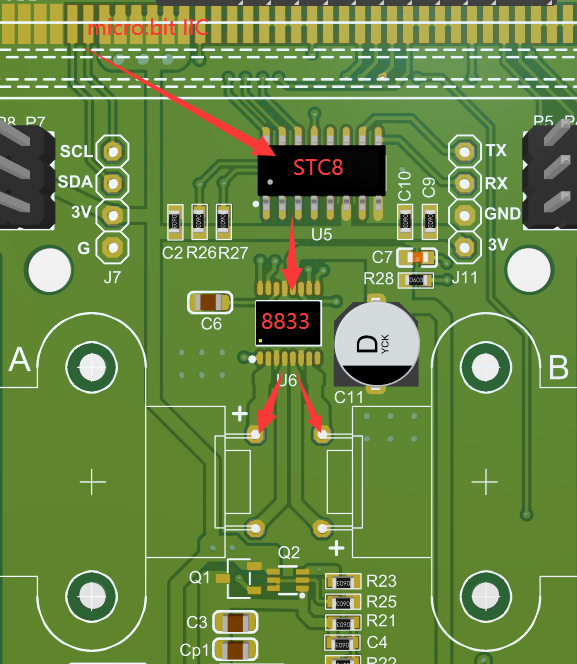 micro:bit IIC
P8 P7
P5
SCL
SDA
3V
G
J7
STC8
U5
C10
C9
TX
RX
GND
3V
J11
C2 R26 R27
C7
R28
0603
C6
8833
U6
D
YCK
C11
A
B
+
+
Q1
Q2
R23
R25
R21
C4
R22
C3
Cp1